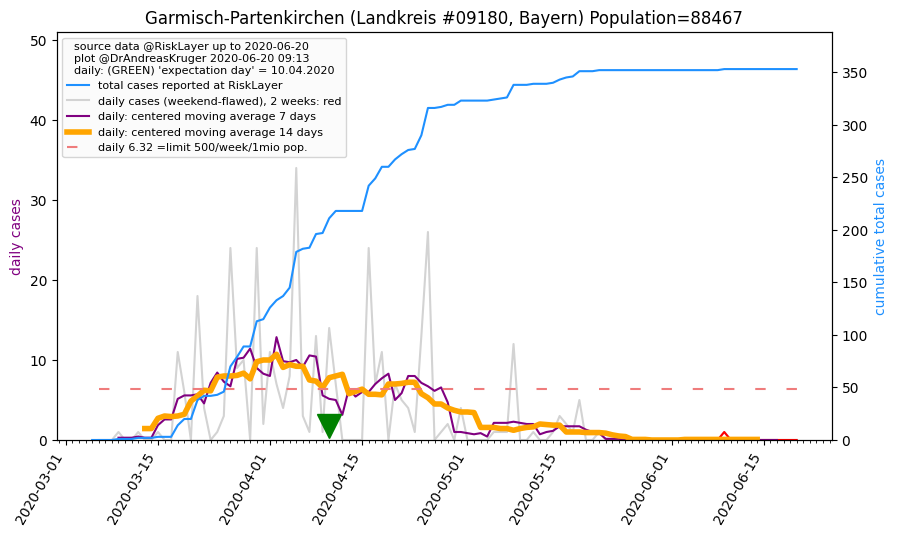 Garmisch-Partenkirchen (Landkreis #09180, Bayern) Population=88467
source data @RiskLayer up to 2020-06-20
plot @DrAndreasKruger 2020-06-20 09:13
daily: (GREEN) 'expectation day' = 10.04.2020
total cases reported at RiskLayer
daily cases (weekend-flawed), 2 weeks: red
daily: centered moving average 7 days
daily: centered moving average 14 days
daily 6.32 =limit 500/week/1mio pop.
daily cases
50
40
30
20
10
0
cumulative total cases
350
300
250
200
150
100
50
0
2020-03-01
2020-03-15
2020-04-01
2020-04-15
2020-05-01
2020-05-15
2020-06-01
2020-06-15